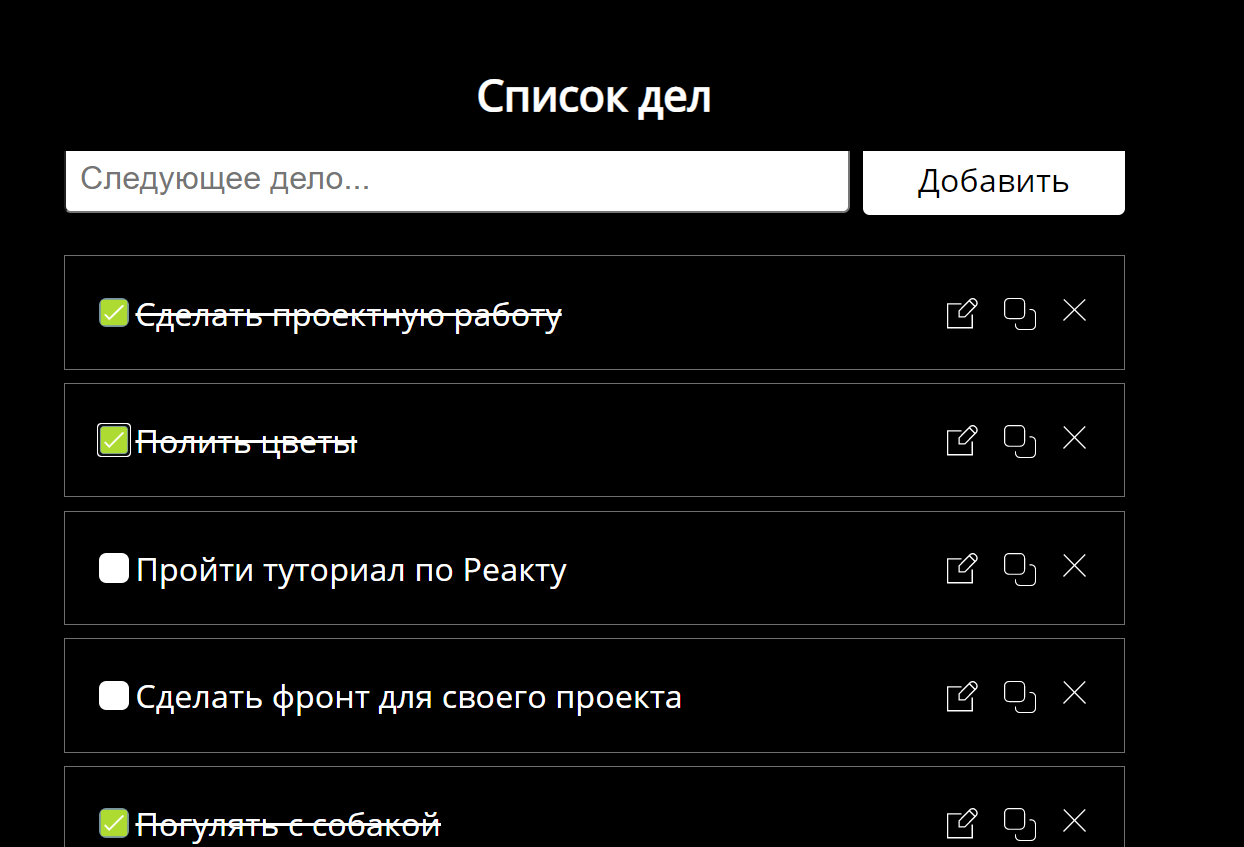 Список дел
Следующее дело...
Добавить
Сделать проектную работу
Полить цветы
Пройти туториал по Реакту
Сделать фронт для своего проекта
Погулять с собакой